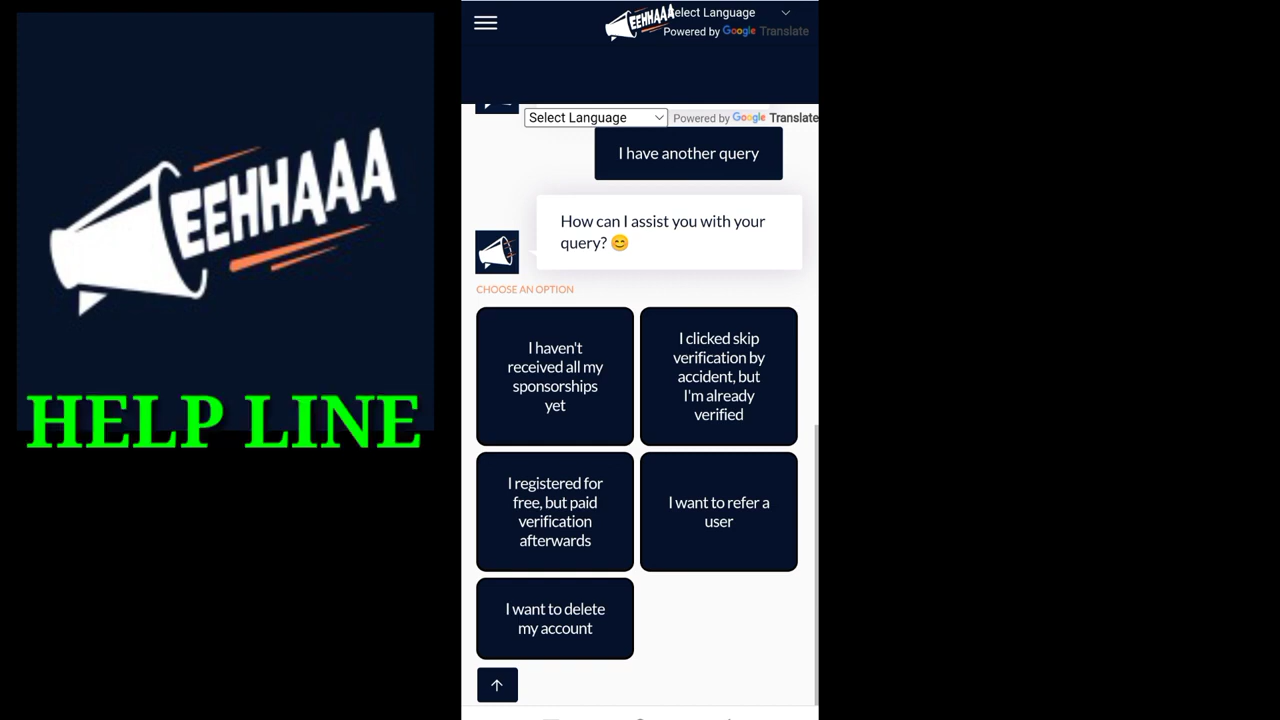 EEHHAAA
HELP LINE
EEHHAAA
elect Language
Powered by Google Translate
Select Language
Powered by Google Translate
I have another query
How can I assist you with your
query? 😊
CHOOSE AN OPTION
I haven't
received all my
sponsorships
yet
I clicked skip
verification by
accident, but
I'm already
verified
I registered for
free, but paid
verification
afterwards
I want to refer a
user
I want to delete
my account